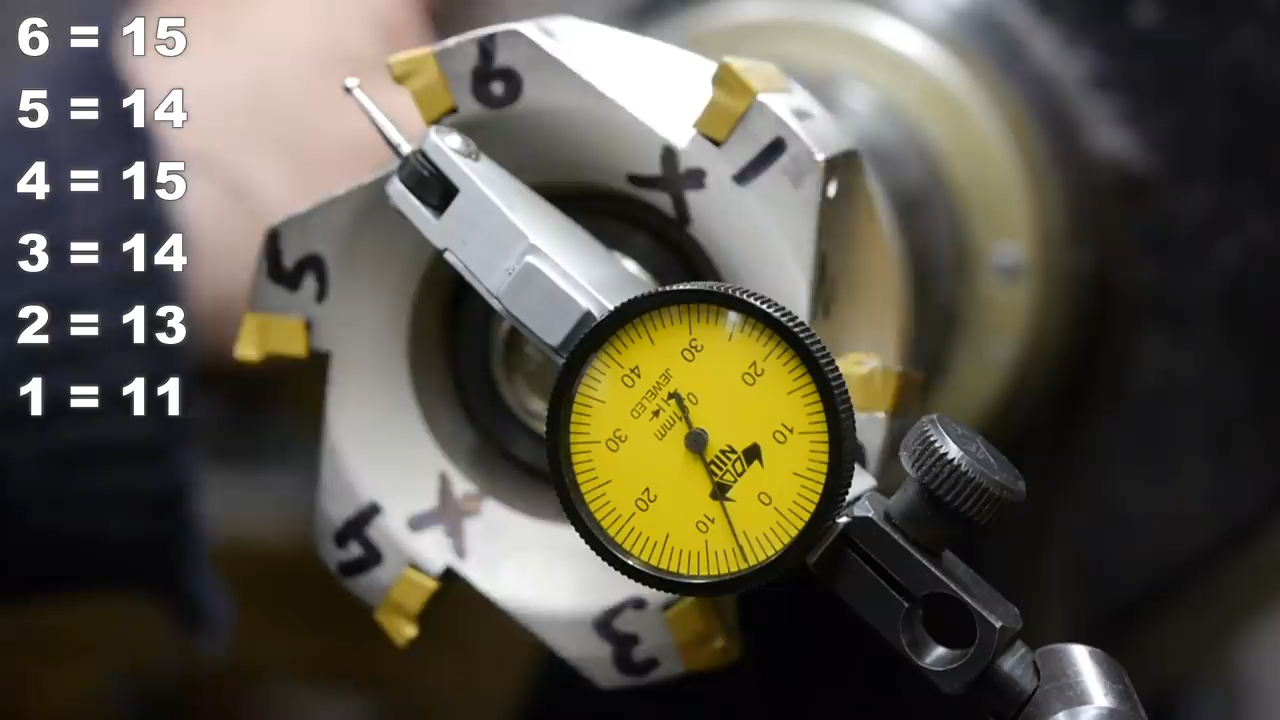 6 = 15
5 = 14
4 = 15
3 = 14
2 = 13
1 = 11
6
1
X
5
30
40
20
JEWELED
0.01mm
30
10
20
0
10
X
4
3